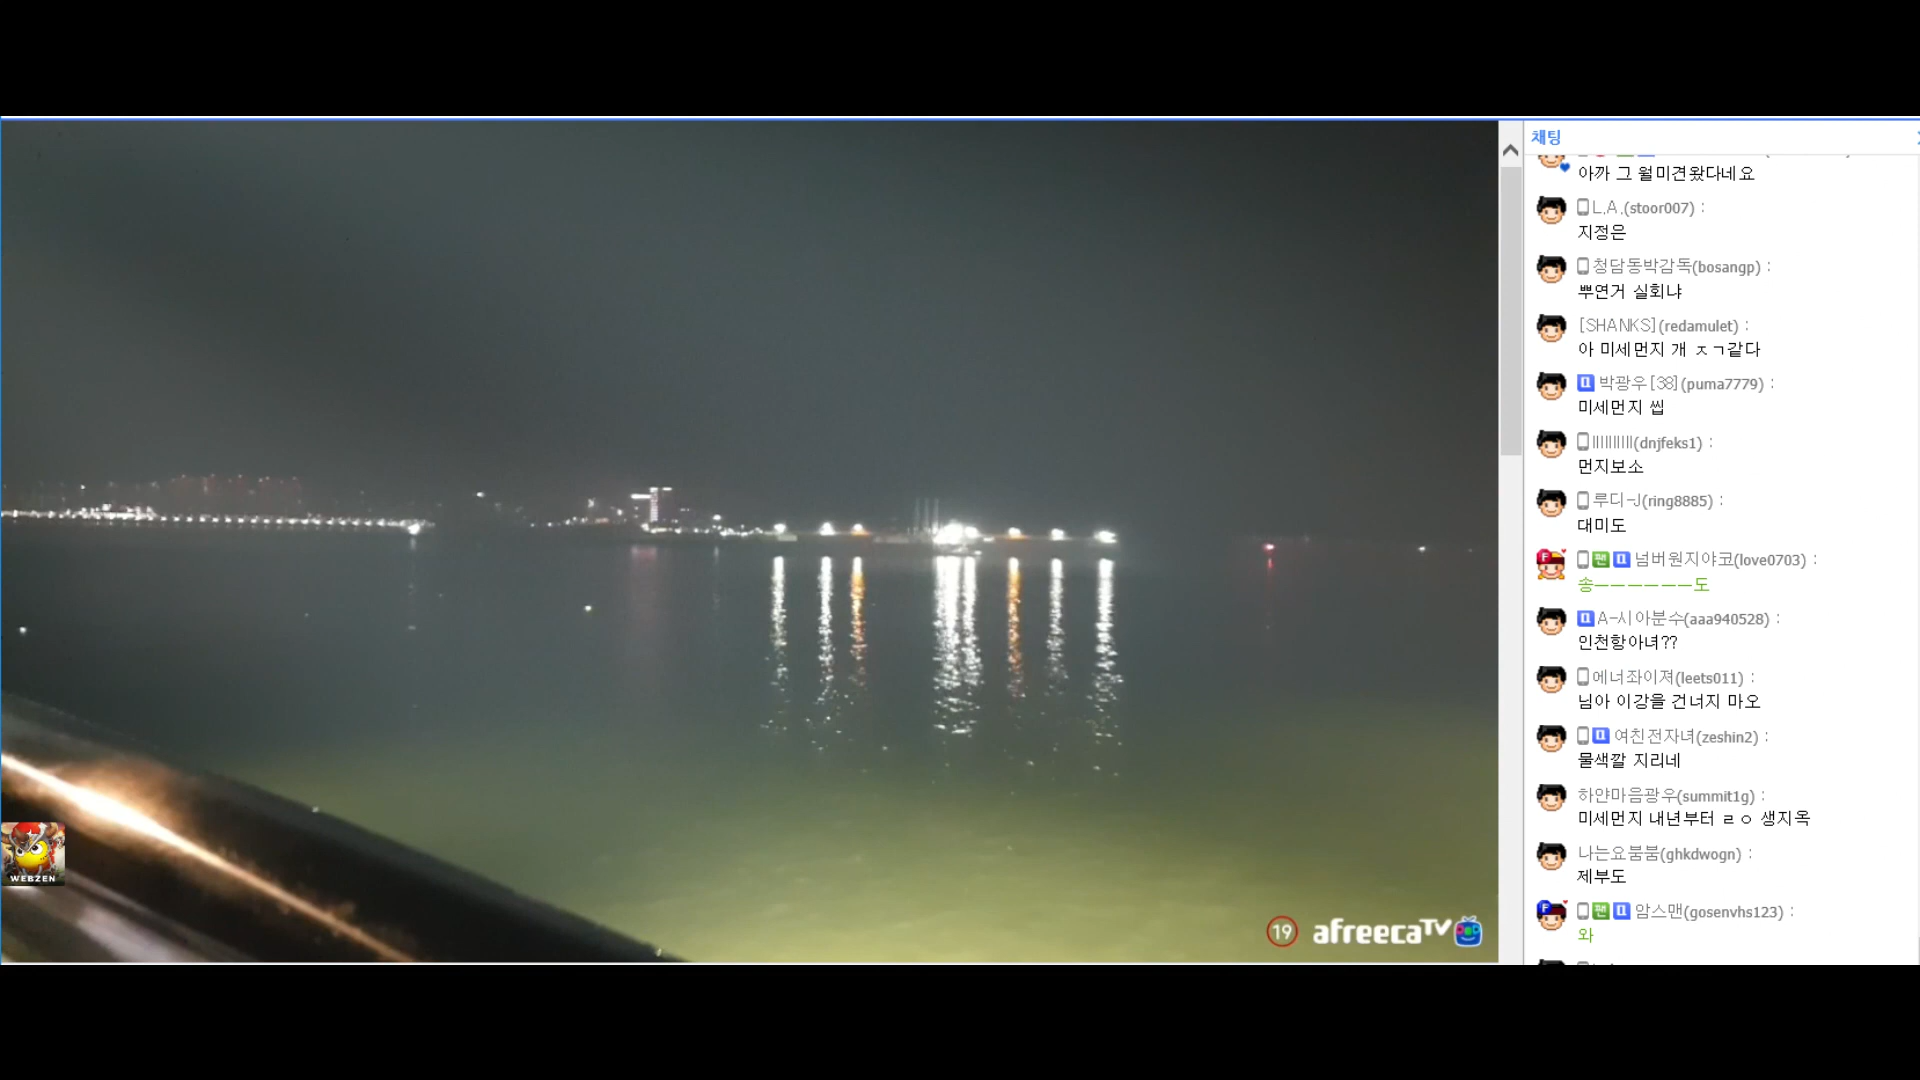 채팅
아까 그 월미견왔다네요
L.A.(stoor007) :
지정은
청담동박감독(bosangp) :
뿌연거 실회냐
[SHANKS](redamulet) :
아 미세먼지 개 ㅈㄱ같다
박광우[38](puma7779) :
미세먼지 씹
llllllllll(dnjfeks1) :
먼지보소
루디-J(ring8885) :
대미도
팬 넘버원지야코(love0703) :
송ㅡㅡㅡㅡㅡㅡ도
A-시아분수(aaa940528) :
인천항아녀??
에너좌이져(leets011) :
님아 이강을 건너지 마오
여친전자녀(zeshin2) :
물색깔 지리네
하얀마음광우(summit1g) :
미세먼지 내년부터 ㄹㅇ 생지옥
나는요붐붐(ghkdwogn) :
제부도
팬 암스맨(gosenvhs123) :
와
WEBZEN
19 afreecaTV